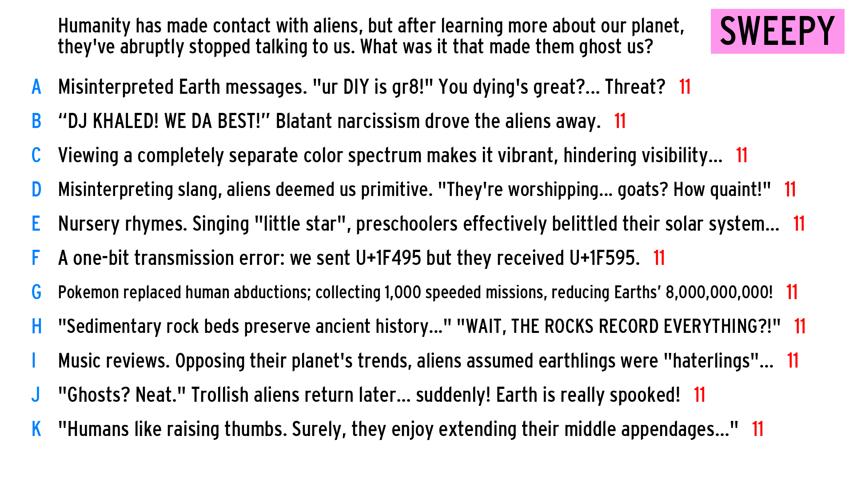 Humanity has made contact with aliens, but after learning more about our planet,
they've abruptly stopped talking to us. What was it that made them ghost us?
SWEEPY
A Misinterpreted Earth messages. "ur DIY is gr8!" You dying's great?... Threat? 11
B “DJ KHALED! WE DA BEST!” Blatant narcissism drove the aliens away. 11
C Viewing a completely separate color spectrum makes it vibrant, hindering visibility... 11
D Misinterpreting slang, aliens deemed us primitive. "They're worshipping... goats? How quaint!" 11
E Nursery rhymes. Singing "little star", preschoolers effectively belittled their solar system... 11
F A one-bit transmission error: we sent U+1F495 but they received U+1F595. 11
G Pokemon replaced human abductions; collecting 1,000 speeded missions, reducing Earths’ 8,000,000,000! 11
H "Sedimentary rock beds preserve ancient history..." "WAIT, THE ROCKS RECORD EVERYTHING?!" 11
I Music reviews. Opposing their planet's trends, aliens assumed earthlings were "haterlings"... 11
J "Ghosts? Neat." Trollish aliens return later... suddenly! Earth is really spooked! 11
K "Humans like raising thumbs. Surely, they enjoy extending their middle appendages..." 11